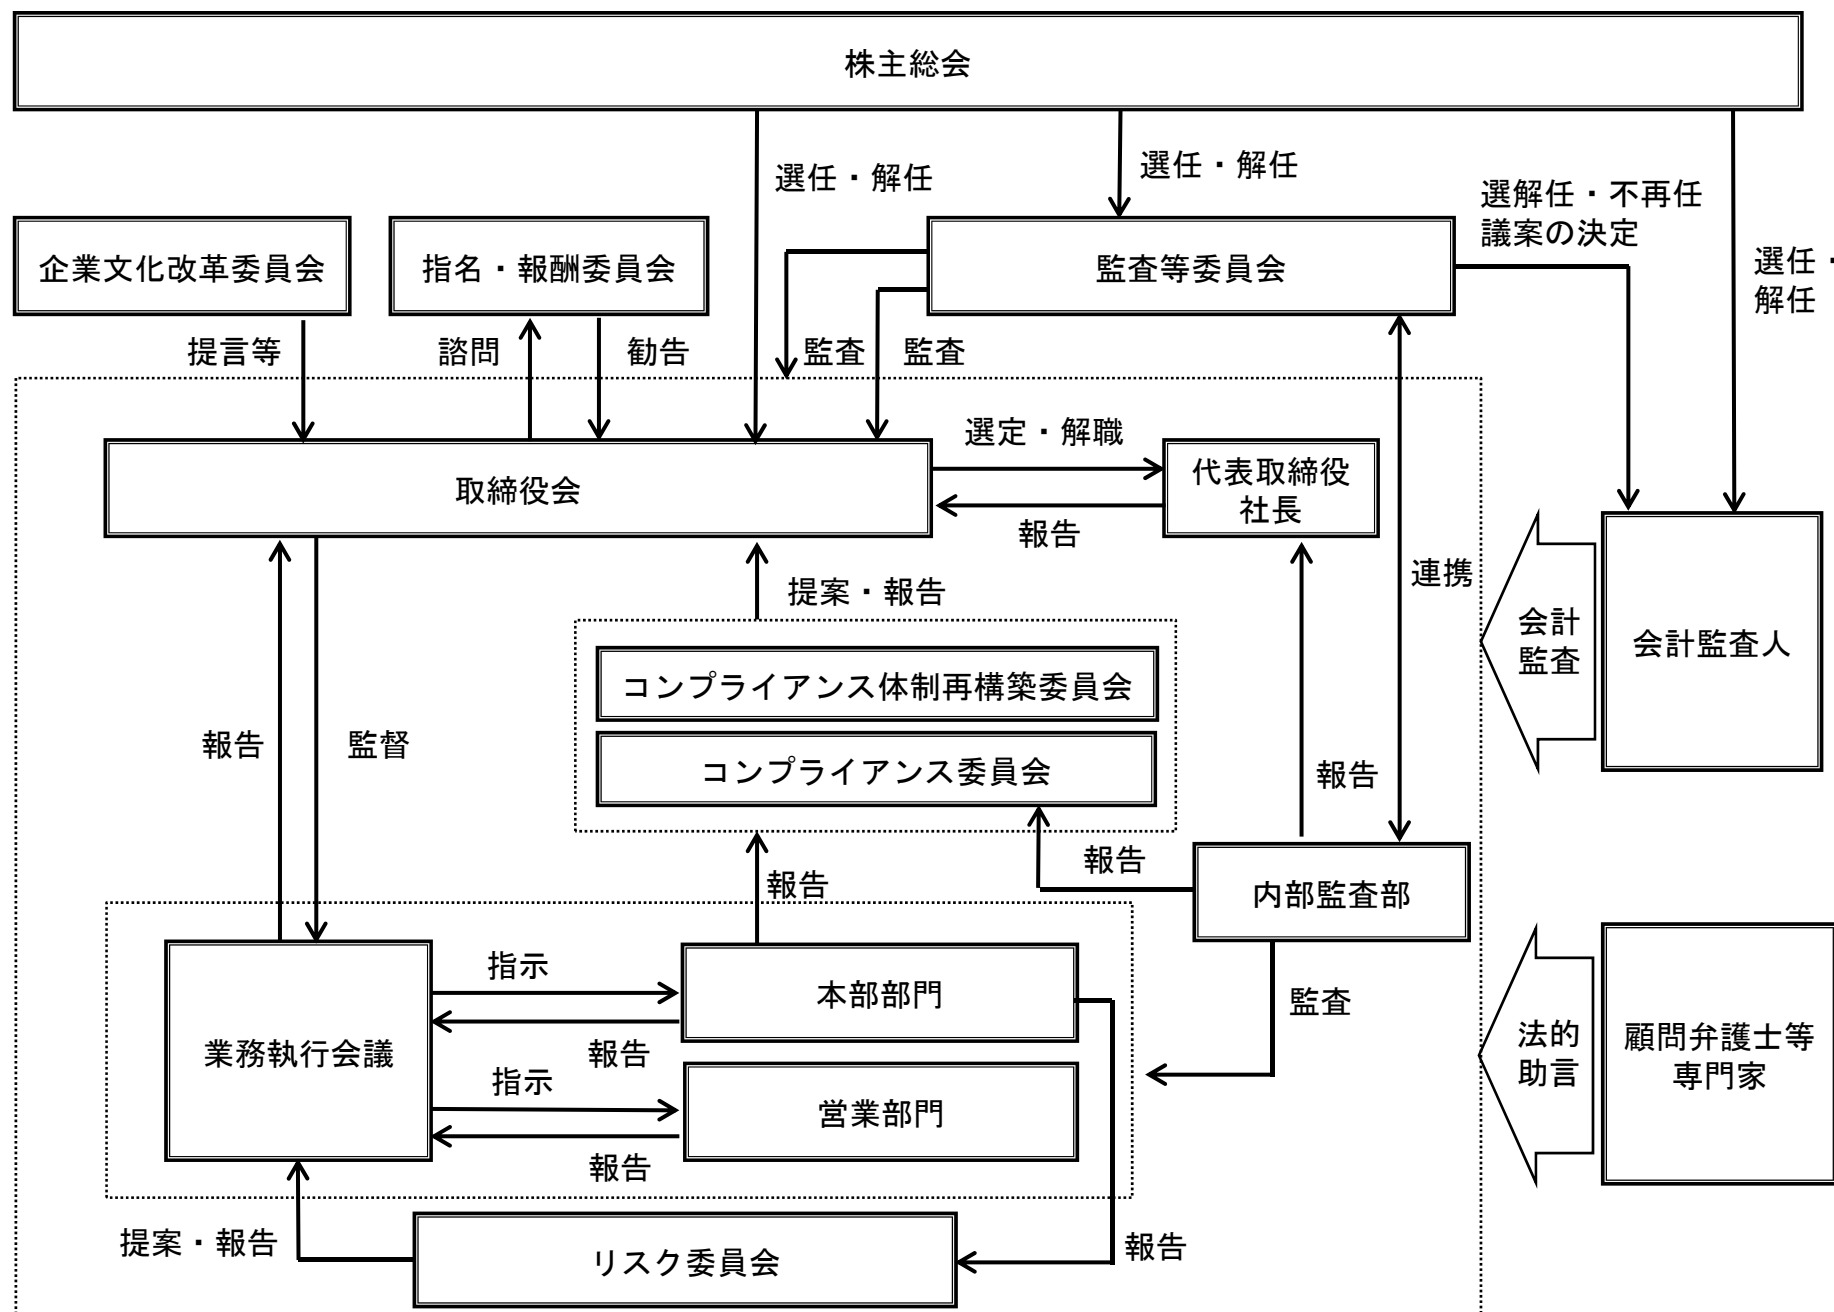 株主総会
選任・解任
選任・解任
選解任・不再任
議案の決定
選任・
解任
企業文化改革委員会
指名・報酬委員会
監査等委員会
提言等
諮問
勧告
監査
監査
選定・解職
取締役会
代表取締役
社長
報告
連携
提案・報告
会計
監査
会計監査人
コンプライアンス体制再構築委員会
コンプライアンス委員会
報告
監督
報告
報告
報告
内部監査部
指示
本部部門
監査
業務執行会議
報告
法的
助言
顧問弁護士等
専門家
指示
営業部門
報告
提案・報告
リスク委員会
報告